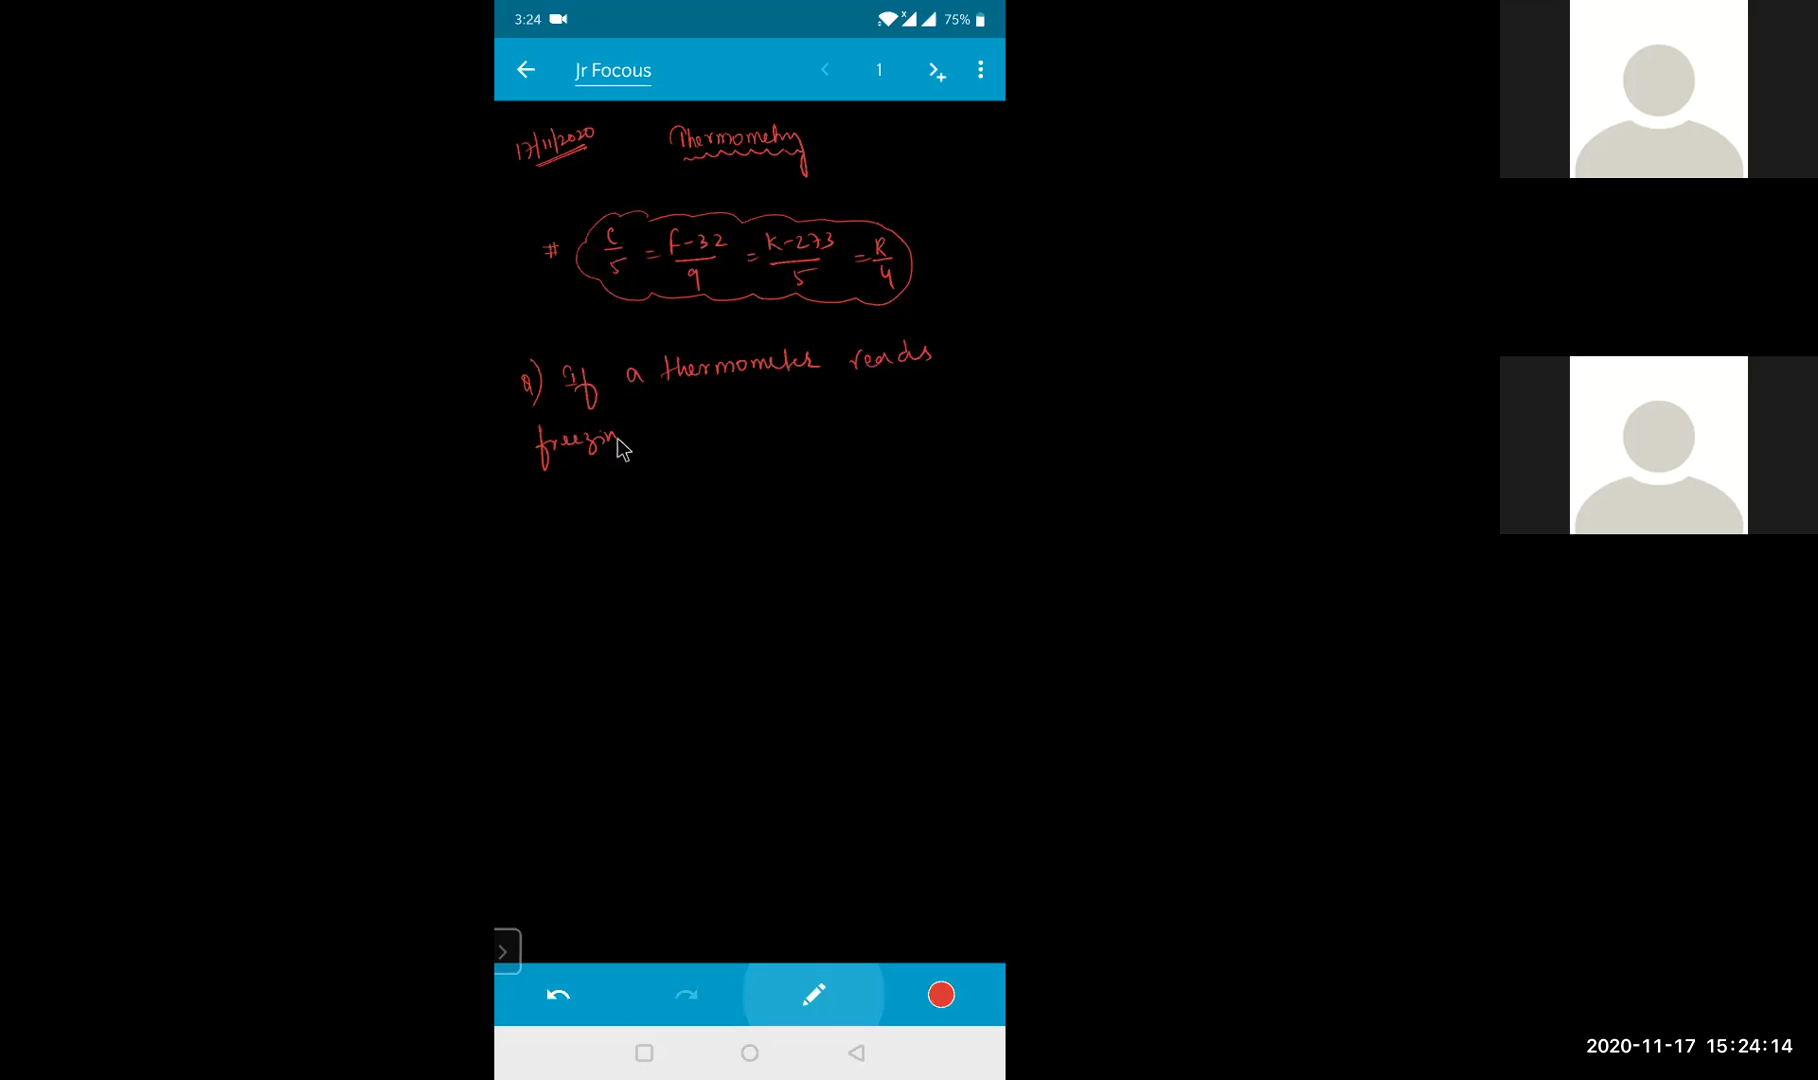 3:24 75%
Jr Focous 1
17/11/2020 Thermometry
# C/5 = F-32/9 = K-273/5 = R/4
Q) If a thermometer reads
freezin
2020-11-17 15:24:14